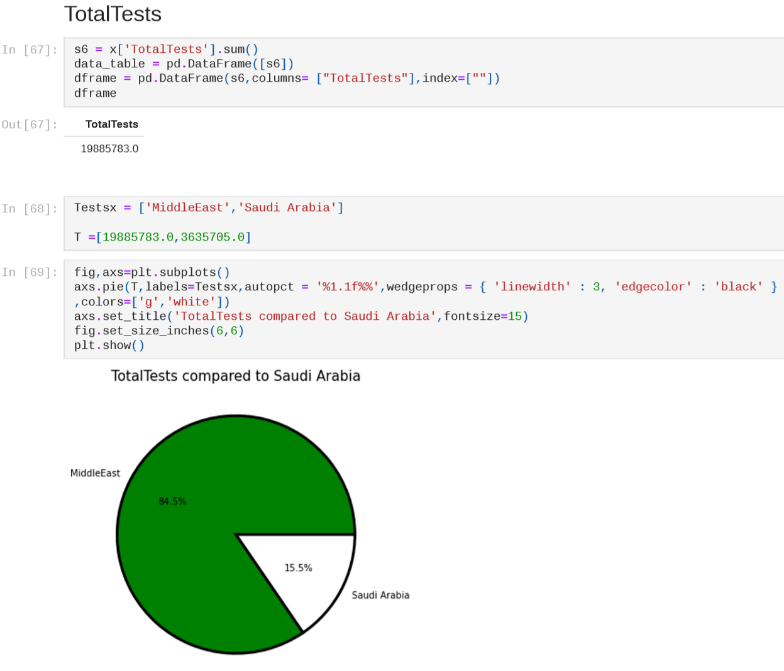 TotalTests
In [67]: s6 = x['TotalTests'].sum()
data_table = pd.DataFrame([s6])
dframe = pd.DataFrame(s6,columns= ["TotalTests"],index=[""])
dframe
Out[67]: TotalTests
19885783.0
In [68]: Testsx = ['MiddleEast','Saudi Arabia']
T =[19885783.0,3635705.0]
In [69]: fig,axs=plt.subplots()
axs.pie(T,labels=Testsx,autopct = '%1.1f%%',wedgeprops = { 'linewidth' : 3, 'edgecolor' : 'black' }
,colors=['g','white'])
axs.set_title('TotalTests compared to Saudi Arabia',fontsize=15)
fig.set_size_inches(6,6)
plt.show()
TotalTests compared to Saudi Arabia
MiddleEast
84.5%
15.5%
Saudi Arabia